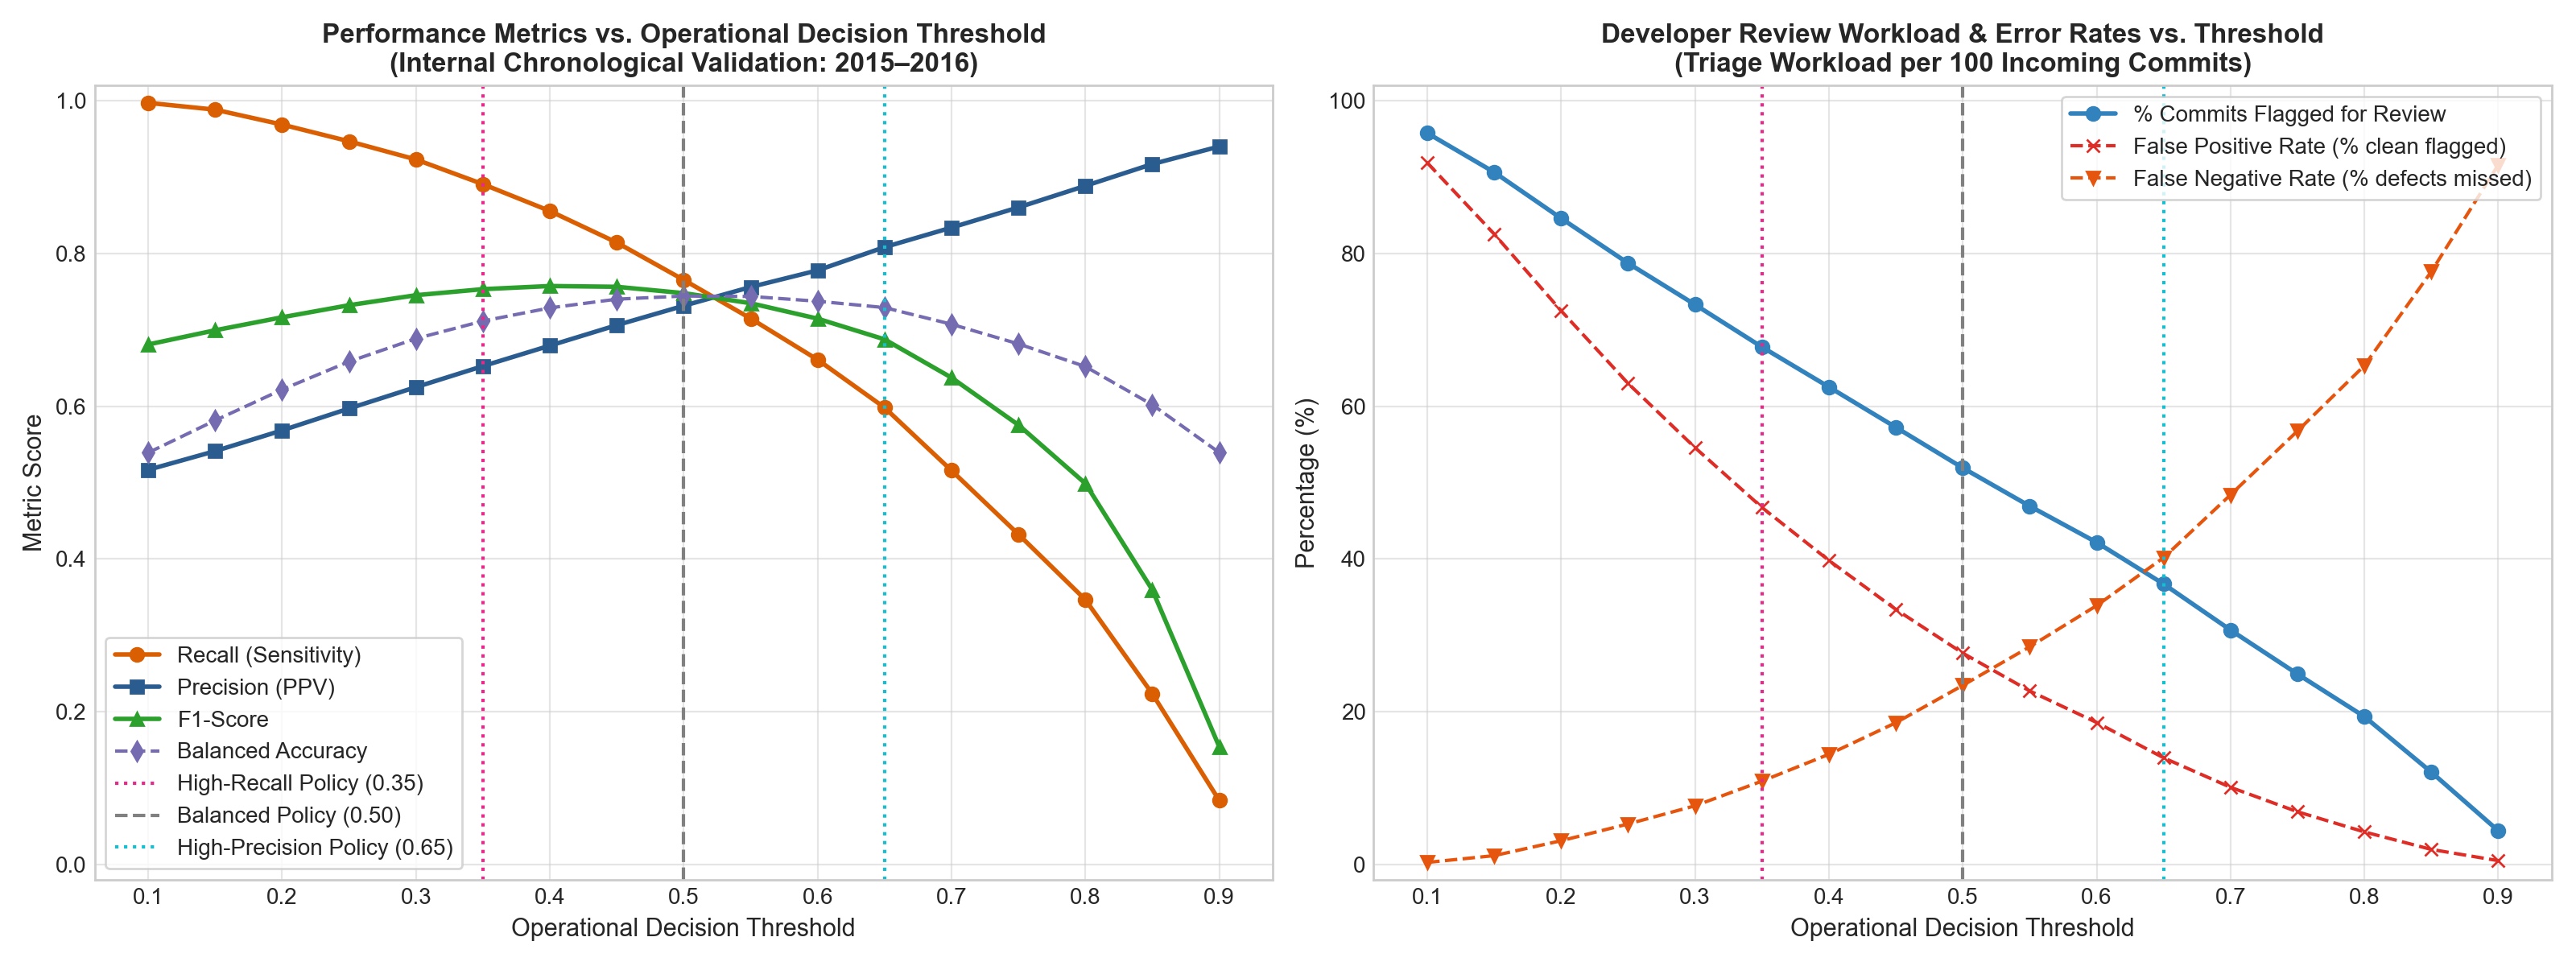 Performance Metrics vs. Operational Decision Threshold
(Internal Chronological Validation: 2015–2016)
Metric Score
1.0
0.8
0.6
0.4
0.2
0.0
Recall (Sensitivity)
Precision (PPV)
F1-Score
Balanced Accuracy
High-Recall Policy (0.35)
Balanced Policy (0.50)
High-Precision Policy (0.65)
0.1 0.2 0.3 0.4 0.5 0.6 0.7 0.8 0.9
Operational Decision Threshold
Developer Review Workload & Error Rates vs. Threshold
(Triage Workload per 100 Incoming Commits)
Percentage (%)
100
80
60
40
20
0
% Commits Flagged for Review
False Positive Rate (% clean flagged)
False Negative Rate (% defects missed)
0.1 0.2 0.3 0.4 0.5 0.6 0.7 0.8 0.9
Operational Decision Threshold